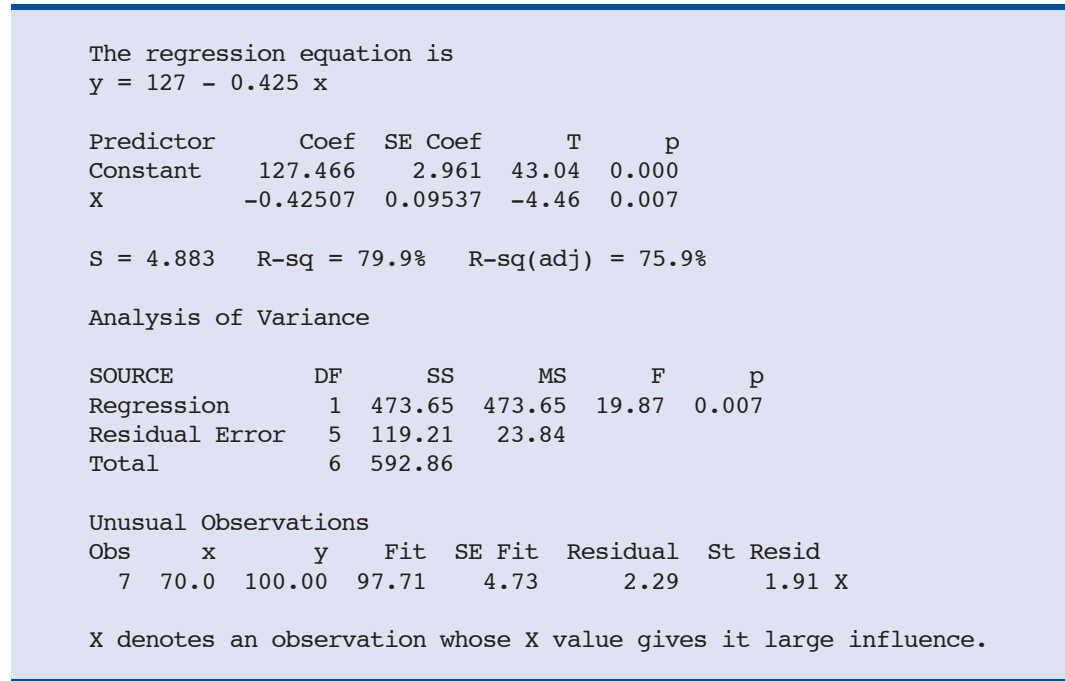 The regression equation is
y = 127 – 0.425 x
Predictor Coef SE Coef T p
Constant 127.466 2.961 43.04 0.000
X –0.42507 0.09537 –4.46 0.007
S = 4.883 R–sq = 79.9% R–sq(adj) = 75.9%
Analysis of Variance
SOURCE DF SS MS F p
Regression 1 473.65 473.65 19.87 0.007
Residual Error 5 119.21 23.84
Total 6 592.86
Unusual Observations
Obs x y Fit SE Fit Residual St Resid
7 70.0 100.00 97.71 4.73 2.29 1.91 X
X denotes an observation whose X value gives it large influence.